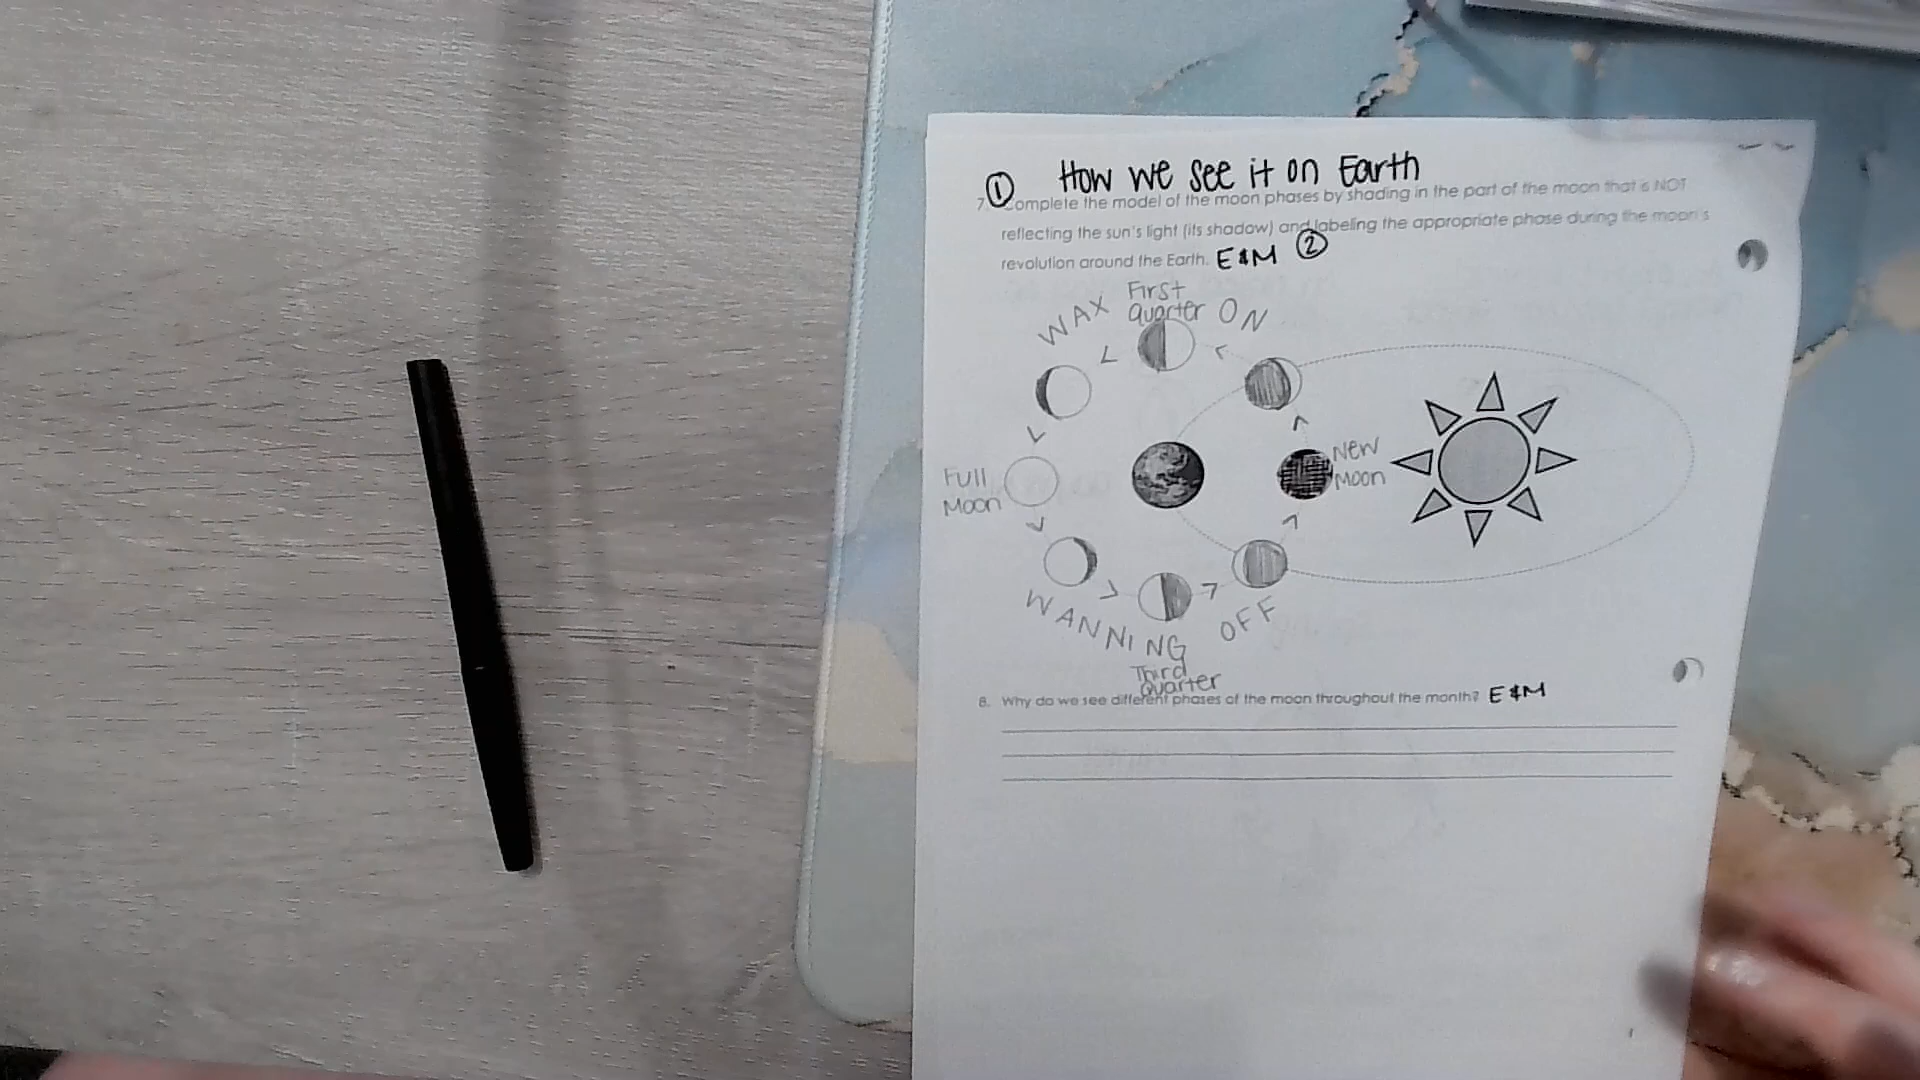 ① How we see it on Earth
7. Complete the model of the moon phases by shading in the part of the moon that is NOT
reflecting the sun's light (its shadow) and labeling the appropriate phase during the moon's
revolution around the Earth. E&M ②
WAX First Quarter ON
New Moon
Full Moon
WANNING OFF
Third Quarter
8. Why do we see different phases of the moon throughout the month? E&M